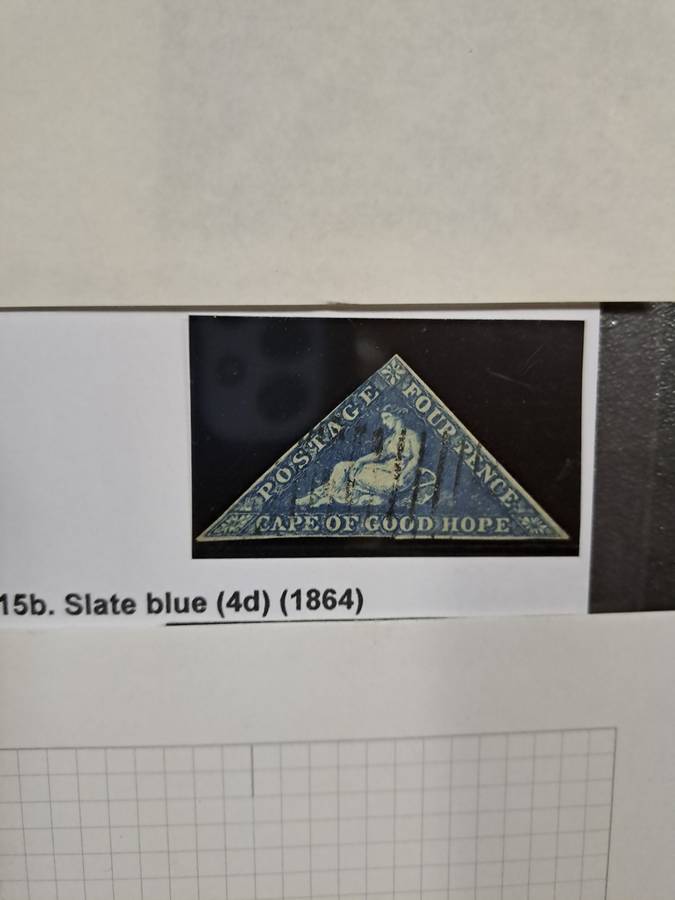 POSTAGE
FOUR PENCE
CAPE OF GOOD HOPE
15b. Slate blue (4d) (1864)